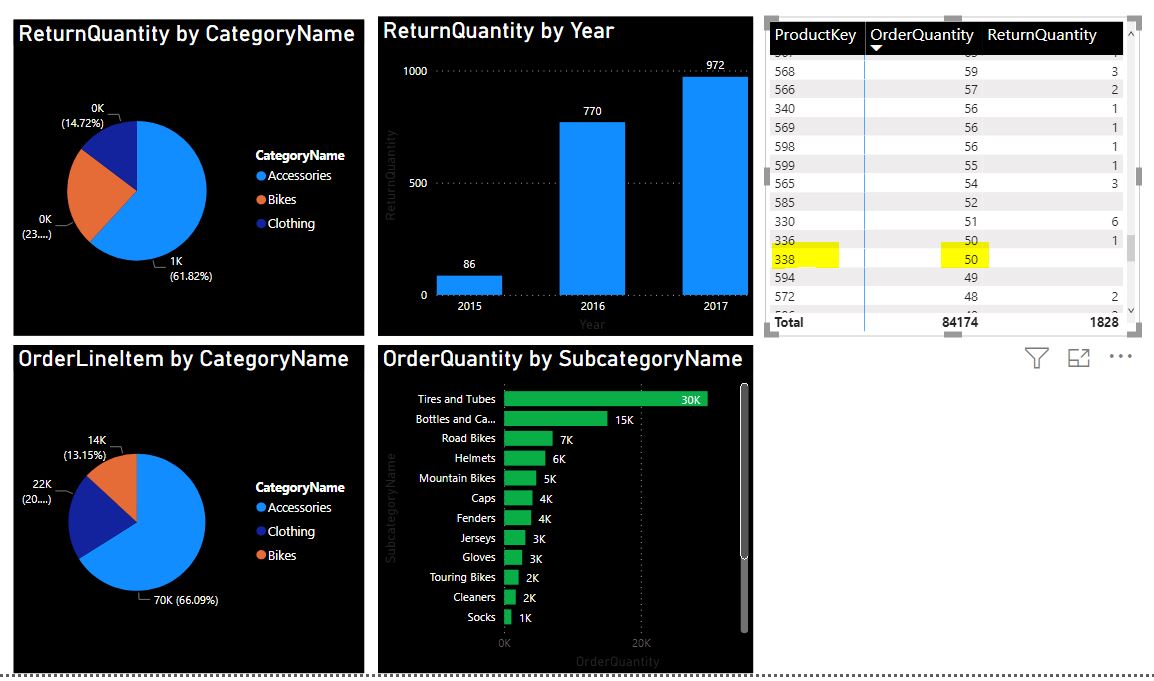 ReturnQuantity by CategoryName
0K
(14.72%)
0K
(23....)
1K
(61.82%)
CategoryName
Accessories
Bikes
Clothing
ReturnQuantity by Year
ReturnQuantity
1000
500
0
86
770
972
2015 2016 2017
Year
ProductKey OrderQuantity ReturnQuantity
568 59 3
566 57 2
340 56 1
569 56 1
598 56 1
599 55 1
565 54 3
585 52
330 51 6
336 50 1
338 50
594 49
572 48 2
Total 84174 1828
OrderLineItem by CategoryName
14K
(13.15%)
22K
(20....)
70K (66.09%)
CategoryName
Accessories
Clothing
Bikes
OrderQuantity by SubcategoryName
SubcategoryName
Tires and Tubes 30K
Bottles and Ca... 15K
Road Bikes 7K
Helmets 6K
Mountain Bikes 5K
Caps 4K
Fenders 4K
Jerseys 3K
Gloves 3K
Touring Bikes 2K
Cleaners 2K
Socks 1K
0K 20K
OrderQuantity